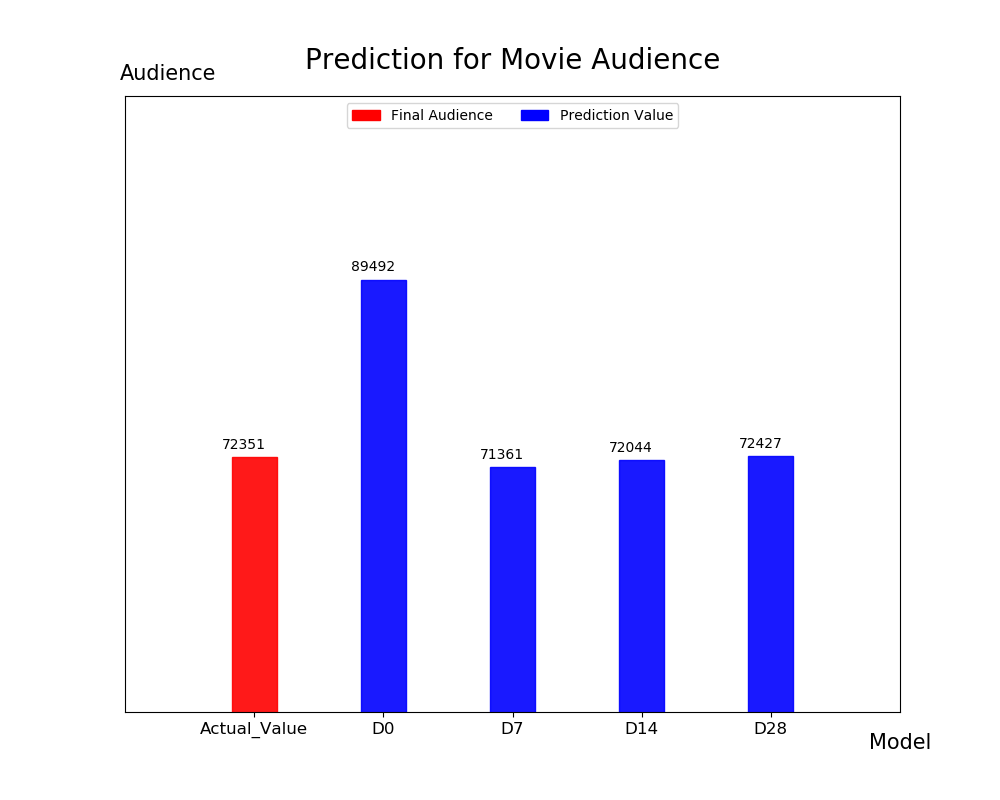 Prediction for Movie Audience
Audience
Final Audience
Prediction Value
89492
72351
71361
72044
72427
Actual_Value
D0
D7
D14
D28
Model